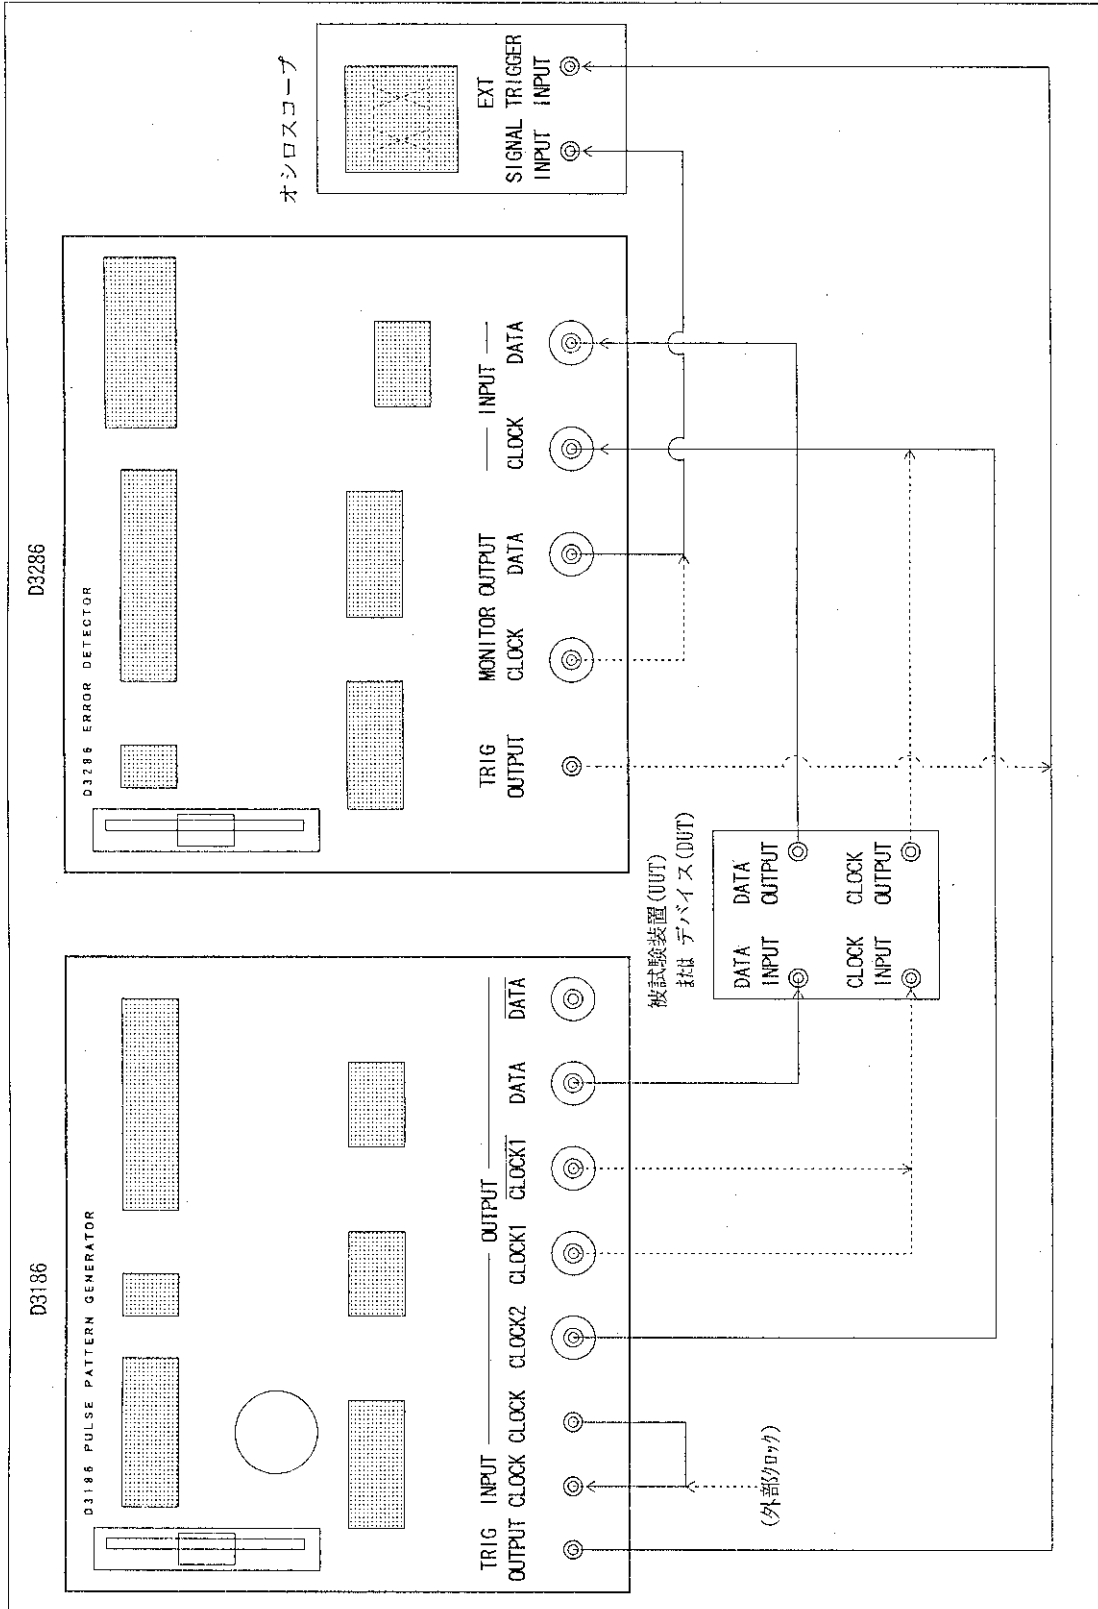 D3186
D3186 PULSE PATTERN GENERATOR
TRIG
OUTPUT
INPUT
CLOCK
OUTPUT
CLOCK
CLOCK2
CLOCK1
CLOCK1
DATA
DATA
(外部クロック)
D3286
D3286 ERROR DETECTOR
TRIG
OUTPUT
MONITOR OUTPUT
CLOCK
DATA
INPUT
CLOCK
DATA
オシロスコープ
SIGNAL
INPUT
EXT
TRIGGER
INPUT
被試験装置(UUT)
または デバイス(DUT)
DATA
INPUT
DATA
OUTPUT
CLOCK
INPUT
CLOCK
OUTPUT